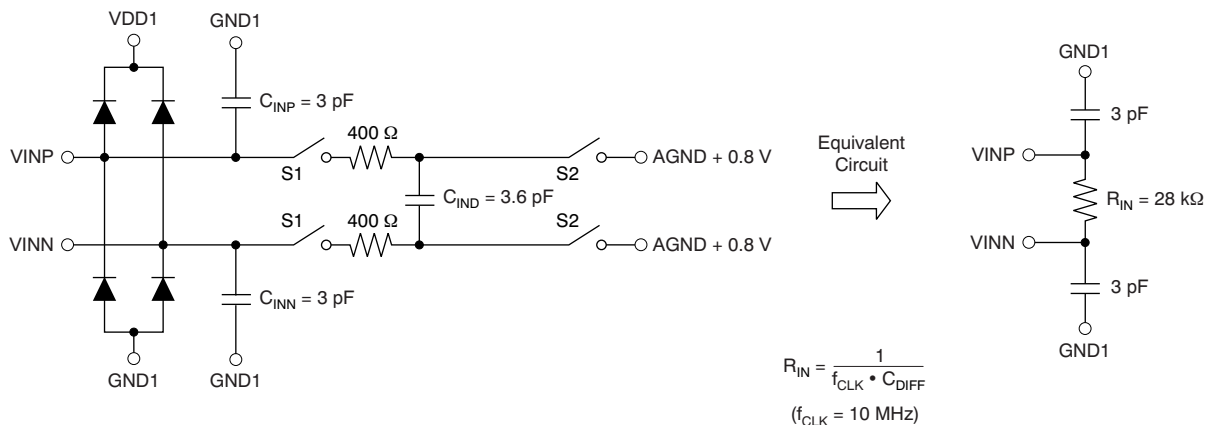 VDD1
GND1
GND1
C_INP = 3 pF
3 pF
400 Ω
VINP
S1
S2
AGND + 0.8 V
Equivalent
Circuit
VINP
C_IND = 3.6 pF
R_IN = 28 kΩ
VINN
S1
400 Ω
S2
AGND + 0.8 V
VINN
C_INN = 3 pF
3 pF
GND1
GND1
GND1
R_IN = 1 / f_CLK • C_DIFF
(f_CLK = 10 MHz)